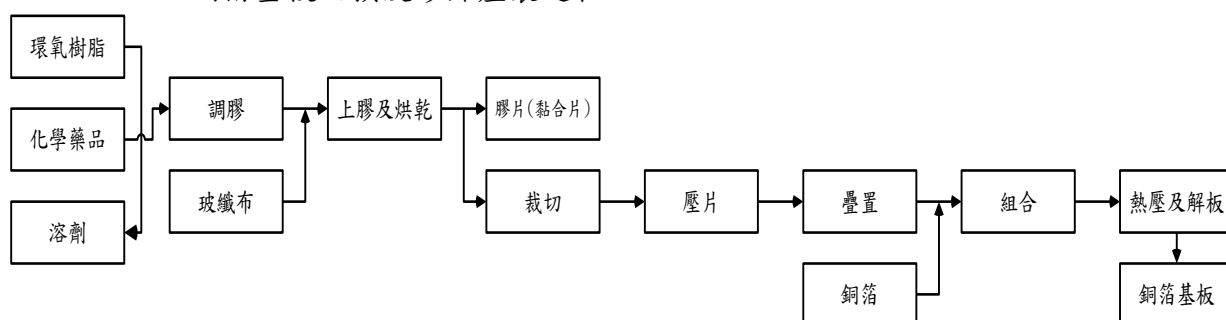 環氧樹脂
化學藥品
溶劑
調膠
玻纖布
上膠及烘乾
膠片(黏合片)
裁切
壓片
疊置
銅箔
組合
熱壓及解板
銅箔基板